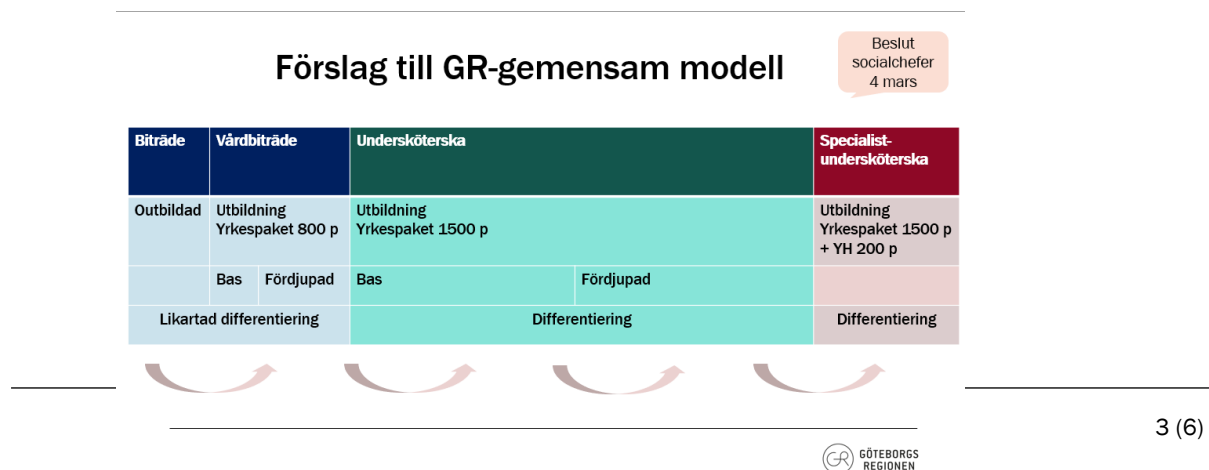 Förslag till GR-gemensam modell
Beslut
socialchefer
4 mars
Biträde
Vårdbiträde
Undersköterska
Specialist-
undersköterska
Outbildad
Utbildning
Yrkespaket 800 p
Utbildning
Yrkespaket 1500 p
Utbildning
Yrkespaket 1500 p
+ YH 200 p
Bas
Fördjupad
Bas
Fördjupad
Likartad differentiering
Differentiering
Differentiering
3 (6)
GR
GÖTEBORGS
REGIONEN